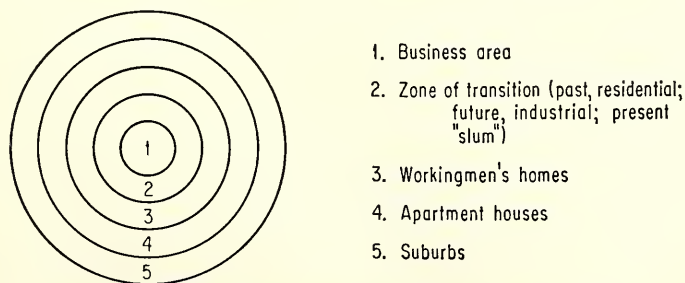 1
2
3
4
5
1. Business area
2. Zone of transition (past, residential;
future, industrial; present
"slum")
3. Workingmen's homes
4. Apartment houses
5. Suburbs